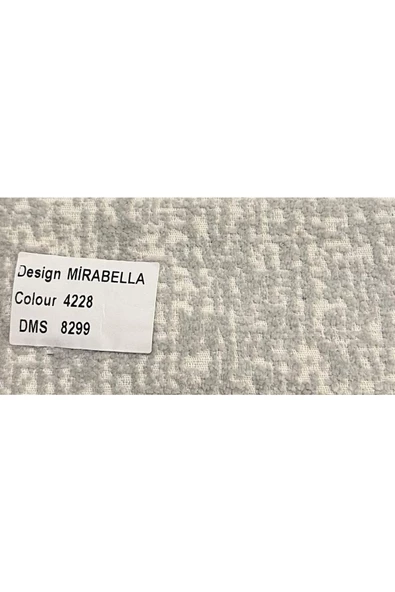 Design MİRABELLA
Colour 4228
DMS 8299